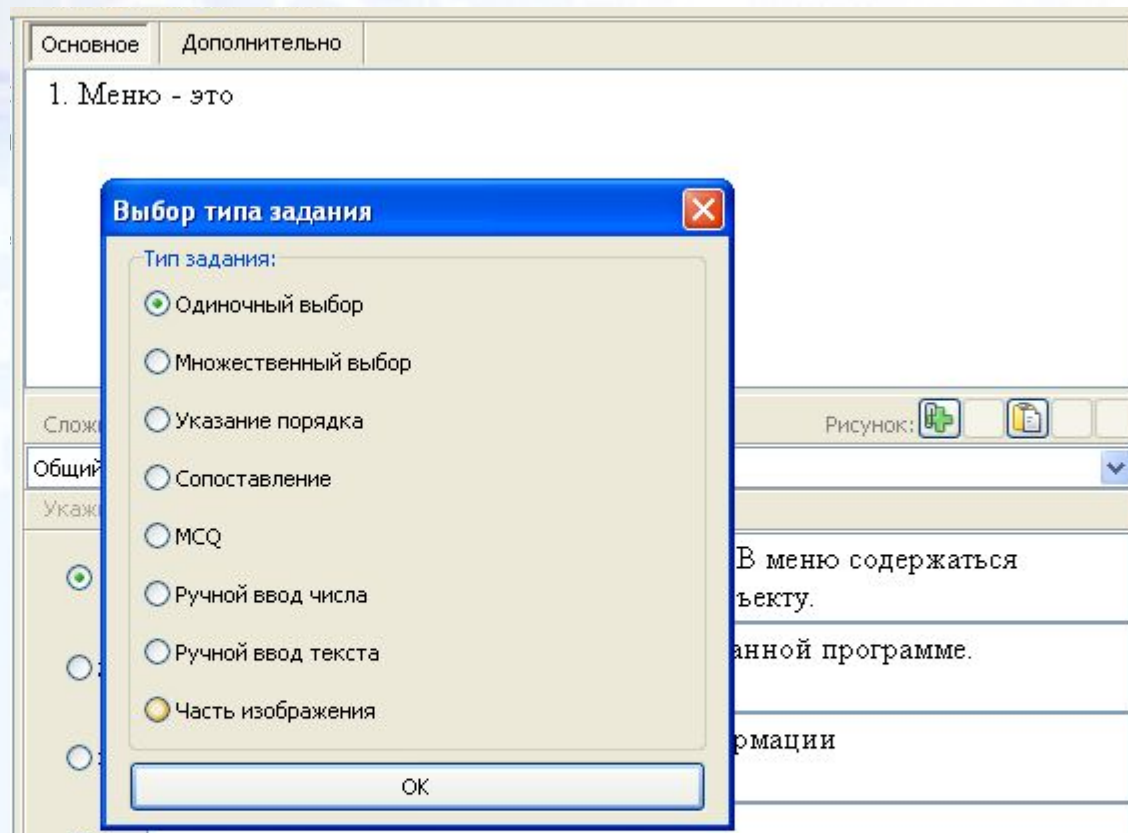 Основное Дополнительно
1. Меню - это
Выбор типа задания
Тип задания:
Одиночный выбор
Множественный выбор
Указание порядка
Сопоставление
MCQ
Ручной ввод числа
Ручной ввод текста
Часть изображения
OK
Рисунок:
Общий
В меню содержаться
ъекту.
анной программе.
рмации